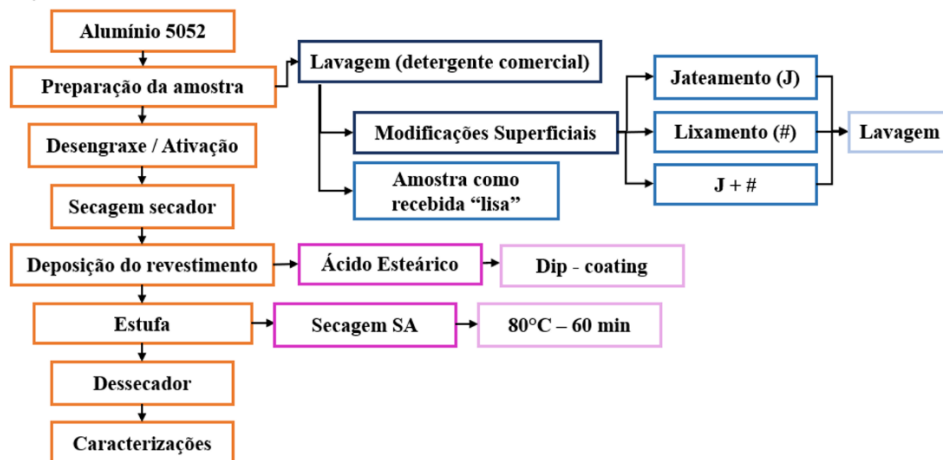 Alumínio 5052
Preparação da amostra
Desengraxe / Ativação
Secagem secador
Deposição do revestimento
Estufa
Dessecador
Caracterizações
Lavagem (detergente comercial)
Modificações Superficiais
Amostra como
recebida “lisa”
Jateamento (J)
Lixamento (#)
J + #
Lavagem
Ácido Esteárico
Dip - coating
Secagem SA
80°C – 60 min